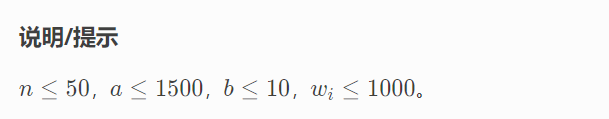 说明/提示
n ≤ 50，a ≤ 1500，b ≤ 10，w_i ≤ 1000。